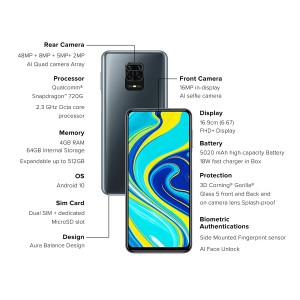 Rear Camera
48MP + 8MP + 5MP+ 2MP
AI Quad camera Array
Processor
Qualcomm®
Snapdragon™ 720G
2.3 GHz Octa core
processor
Memory
4GB RAM
64GB Internal Storage
Expandable up to 512GB
OS
Android 10
Sim Card
Dual SIM + dedicated
MicroSD slot
Design
Aura Balance Design
Front Camera
16MP in-display
AI selfie camera
Display
16.9cm (6.67)
FHD+ Display
Battery
5020 mAh high-capacity Battery
18W fast charger in Box
Protection
3D Corning® Gorilla®
Glass 5 front and Back and
on camera lens Splash-proof
Biometric
Authentications
Side Mounted Fingerprint sensor
AI Face Unlock